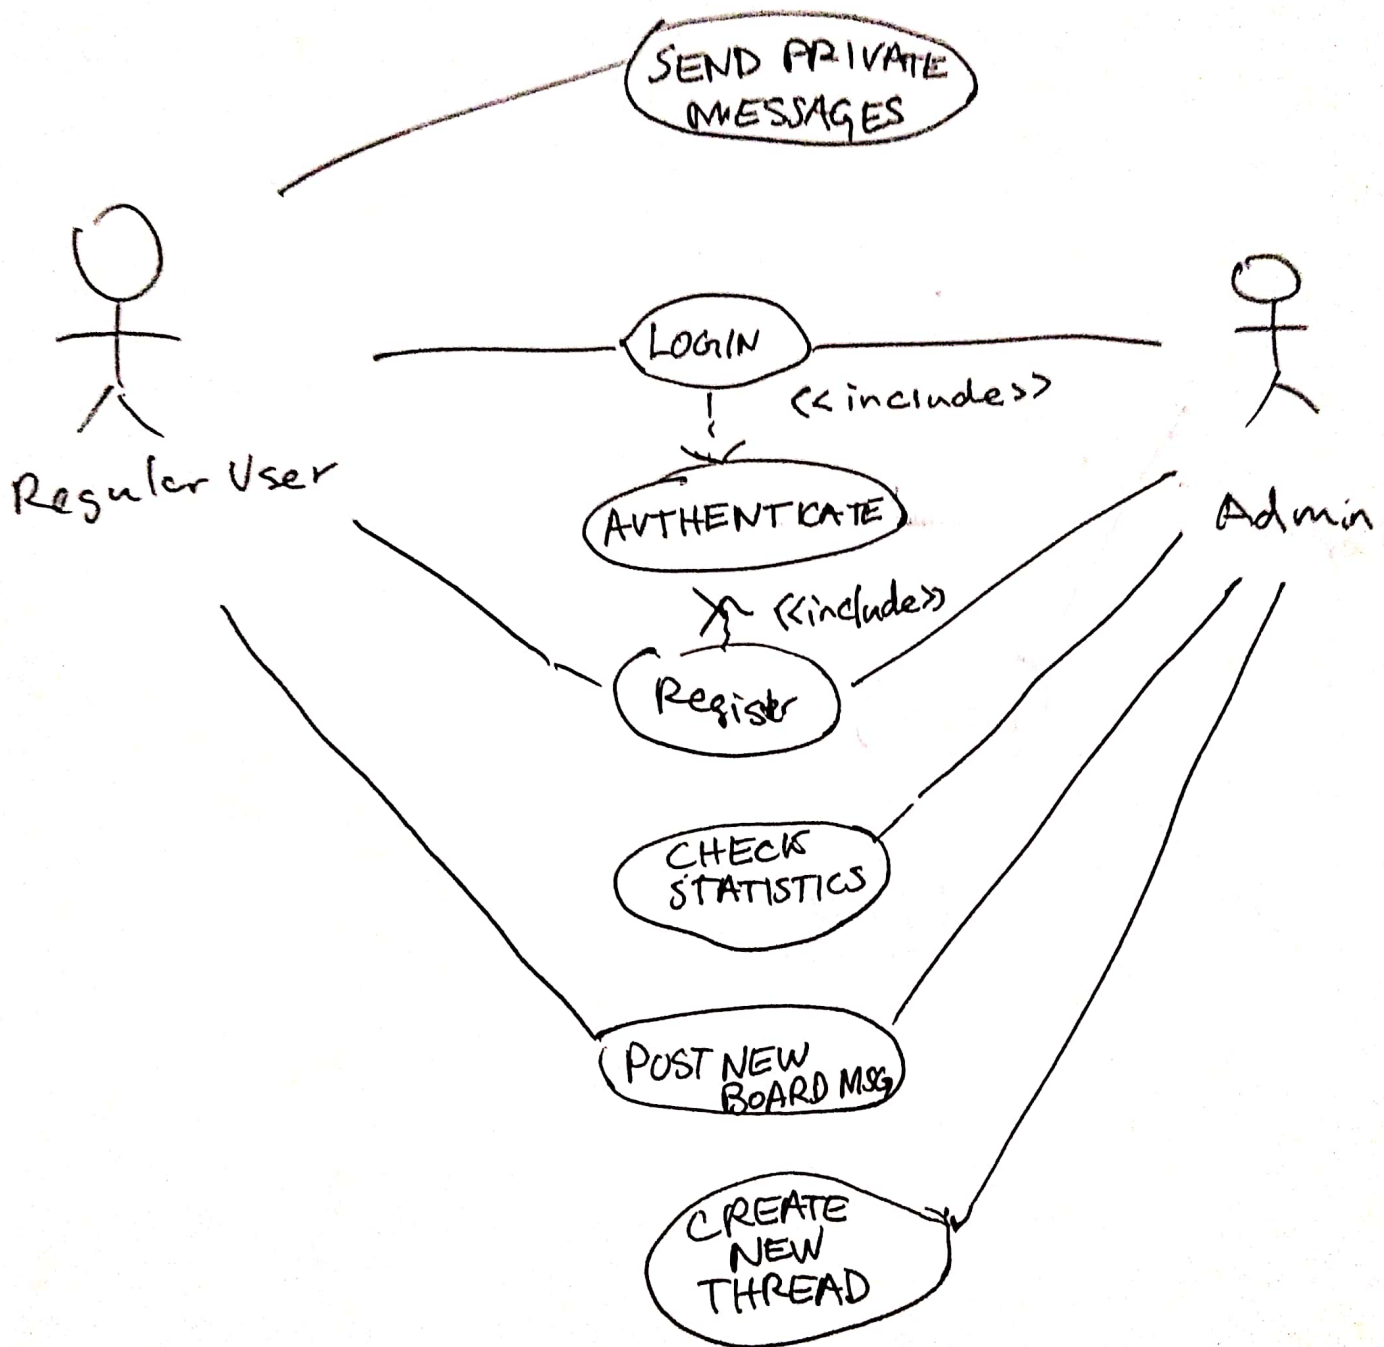 SEND PRIVATE
MESSAGES
LOGIN
<<include>>
Regular User
AUTHENTICATE
Admin
<<include>>
Register
CHECK
STATISTICS
POST NEW
BOARD MSG
CREATE
NEW
THREAD